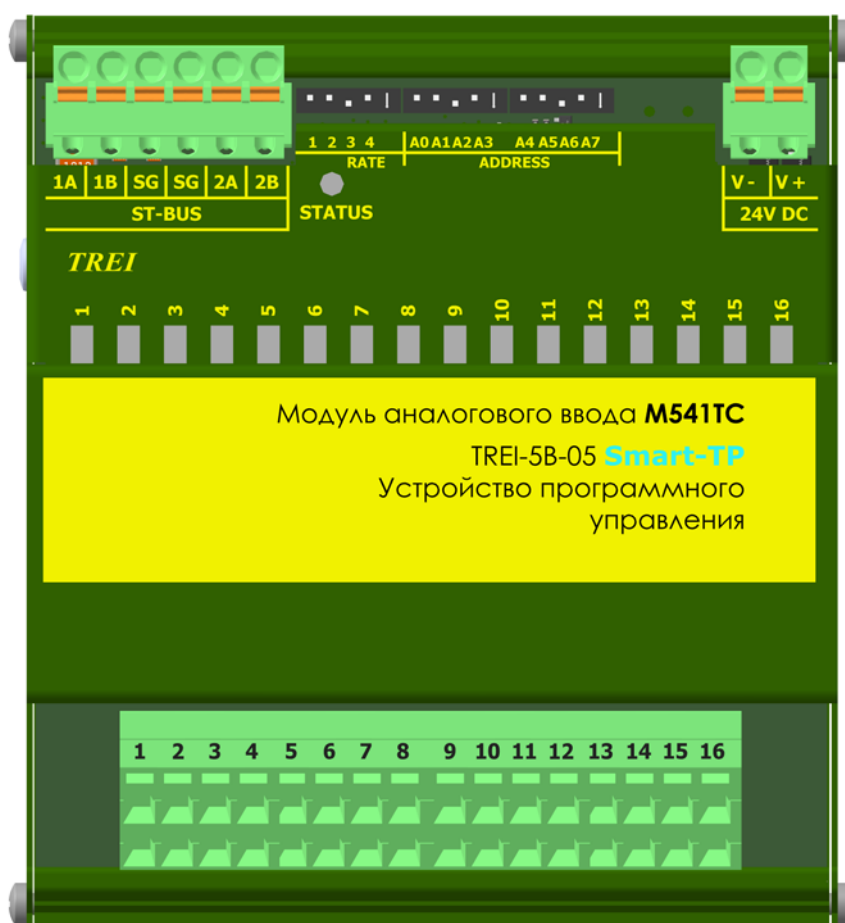 1 2 3 4 A0 A1 A2 A3 A4 A5 A6 A7
RATE ADDRESS
1A 1B SG SG 2A 2B
V- V+
ST-BUS
STATUS
24V DC
TREI
1 2 3 4 5 6 7 8 9 10 11 12 13 14 15 16
Модуль аналогового ввода M541TC
TREI-5B-05 Smart-TP
Устройство программного
управления
1 2 3 4 5 6 7 8 9 10 11 12 13 14 15 16